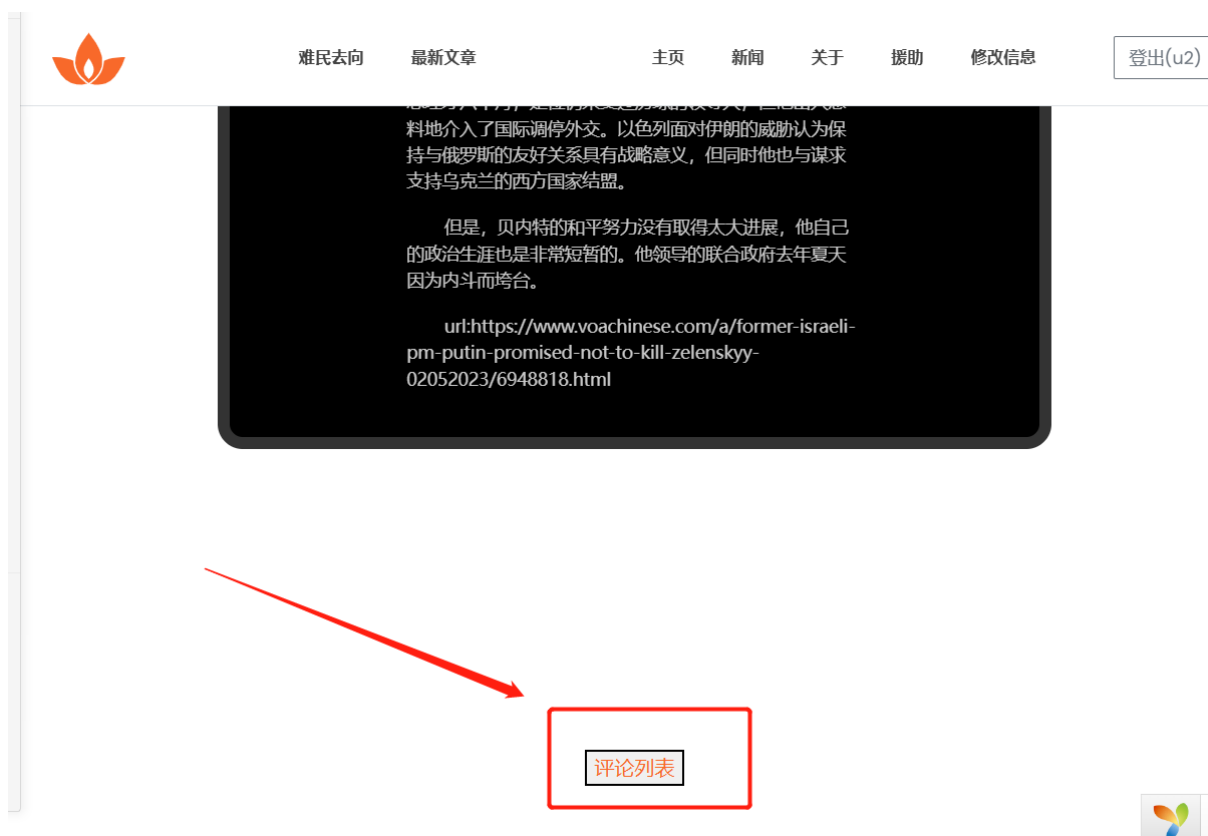 难民去向 最新文章 主页 新闻 关于 援助 修改信息 登出(u2)
料地介入了国际调停外交。以色列面对伊朗的威胁认为保
持与俄罗斯的友好关系具有战略意义，但同时他也与谋求
支持乌克兰的西方国家结盟。
但是，贝内特的和平努力没有取得太大进展，他自己
的政治生涯也是非常短暂的。他领导的联合政府去年夏天
因为内斗而垮台。
url:https://www.voachinese.com/a/former-israeli-
pm-putin-promised-not-to-kill-zelenskyy-
02052023/6948818.html
评论列表